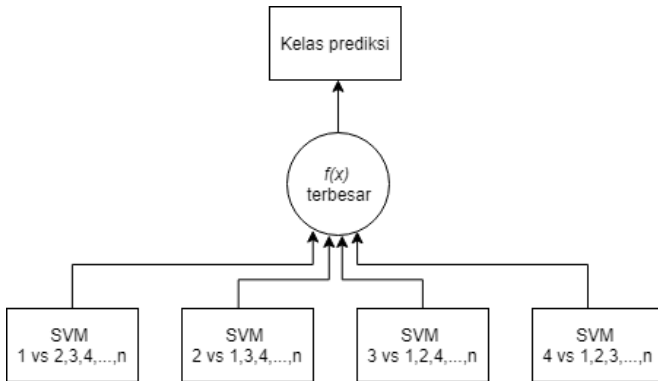 Kelas prediksi
f(x)
terbesar
SVM
1 vs 2,3,4,...,n
SVM
2 vs 1,3,4,...,n
SVM
3 vs 1,2,4,...,n
SVM
4 vs 1,2,3,...,n